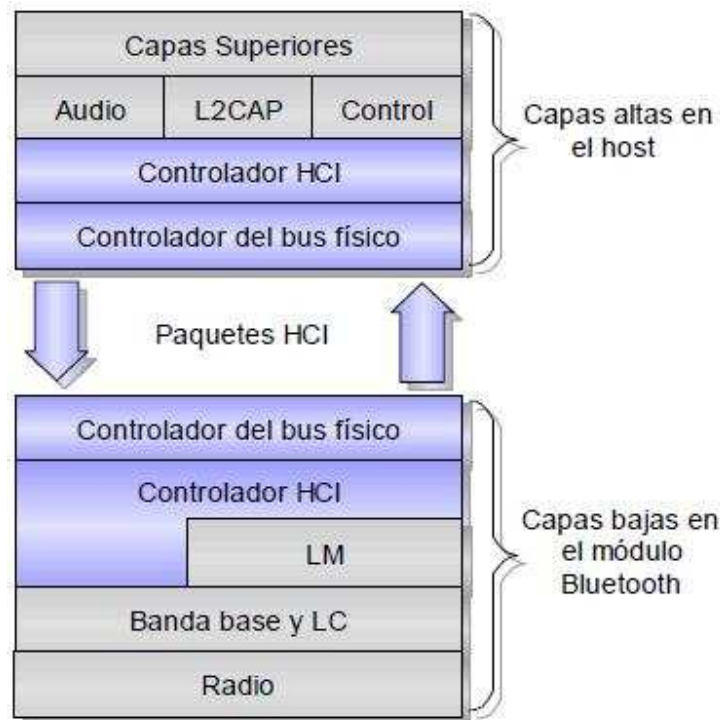 Capas Superiores
Audio
L2CAP
Control
Controlador HCI
Controlador del bus físico
Capas altas en
el host
Paquetes HCI
Controlador del bus físico
Controlador HCI
LM
Banda base y LC
Radio
Capas bajas en
el módulo
Bluetooth